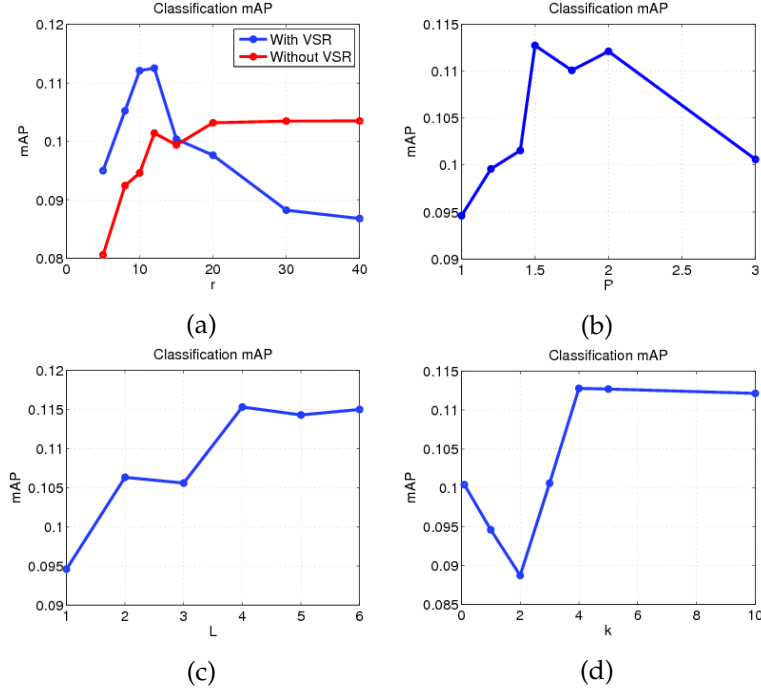 Classification mAP
0.12
0.11
0.1
0.09
0.08
mAP
0 10 20 30 40
r
With VSR
Without VSR
(a)
Classification mAP
0.115
0.11
0.105
0.1
0.095
0.09
mAP
1 1.5 2 2.5 3
P
(b)
Classification mAP
0.12
0.115
0.11
0.105
0.1
0.095
0.09
mAP
1 2 3 4 5 6
L
(c)
Classification mAP
0.115
0.11
0.105
0.1
0.095
0.09
0.085
mAP
0 2 4 6 8 10
k
(d)